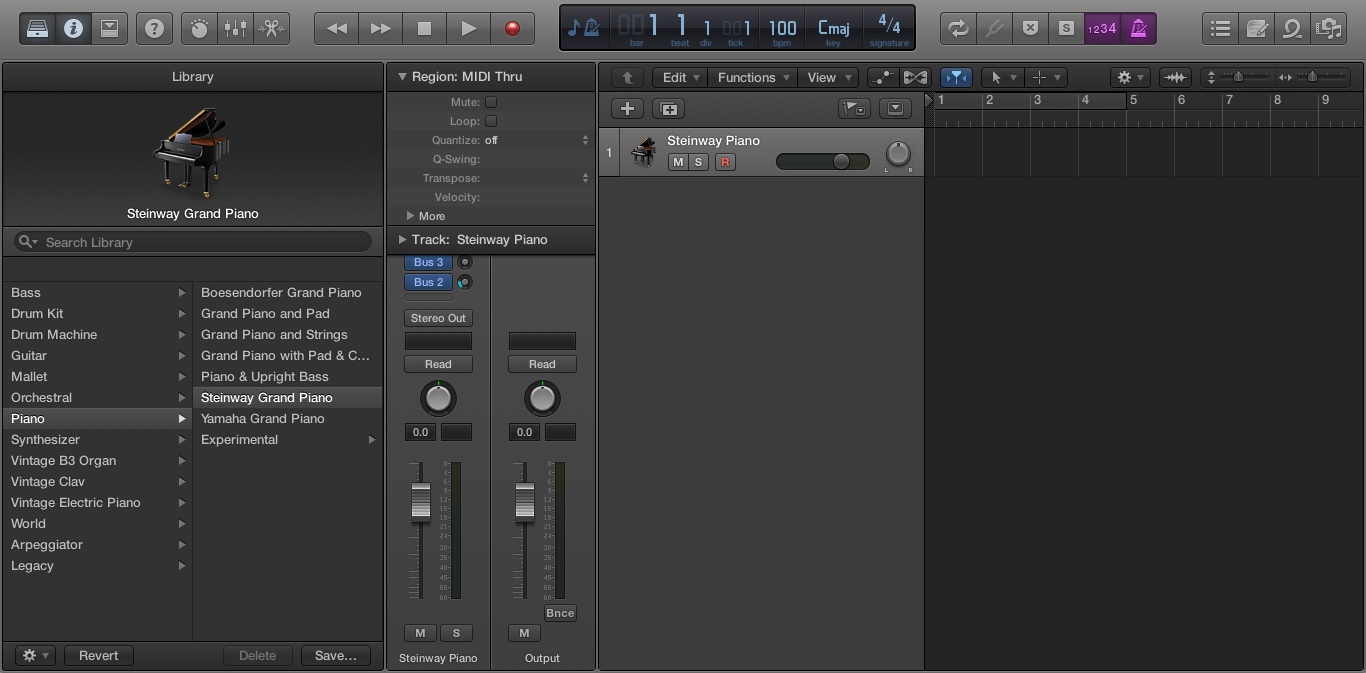 001 1 1 001 100 Cmaj 4/4
bar beat div tick bpm key signature
1234
S
Library
Steinway Grand Piano
Search Library
Bass
Drum Kit
Drum Machine
Guitar
Mallet
Orchestral
Piano
Synthesizer
Vintage B3 Organ
Vintage Clav
Vintage Electric Piano
World
Arpeggiator
Legacy
Boesendorfer Grand Piano
Grand Piano and Pad
Grand Piano and Strings
Grand Piano with Pad & C...
Piano & Upright Bass
Steinway Grand Piano
Yamaha Grand Piano
Experimental
Revert
Delete
Save...
Region: MIDI Thru
Mute:
Loop:
Quantize: off
Q-Swing:
Transpose:
Velocity:
More
Track: Steinway Piano
Bus 3
Bus 2
Stereo Out
Read Read
0.0 0.0
Bnce
M S M
Steinway Piano Output
Edit Functions View
1 2 3 4 5 6 7 8 9
1
Steinway Piano
M S R
L R